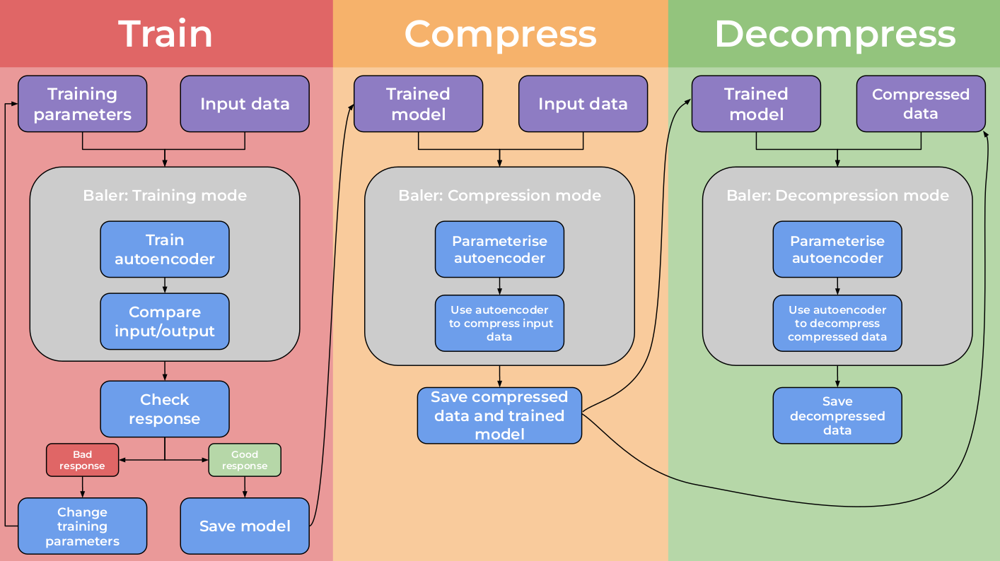 Train
Training
parameters
Input data
Baler: Training mode
Train
autoencoder
Compare
input/output
Check
response
Bad
response
Good
response
Change
training
parameters
Save model
Compress
Trained
model
Input data
Baler: Compression mode
Parameterise
autoencoder
Use autoencoder
to compress input
data
Save compressed
data and trained
model
Decompress
Trained
model
Compressed
data
Baler: Decompression mode
Parameterise
autoencoder
Use autoencoder
to decompress
compressed data
Save
decompressed
data